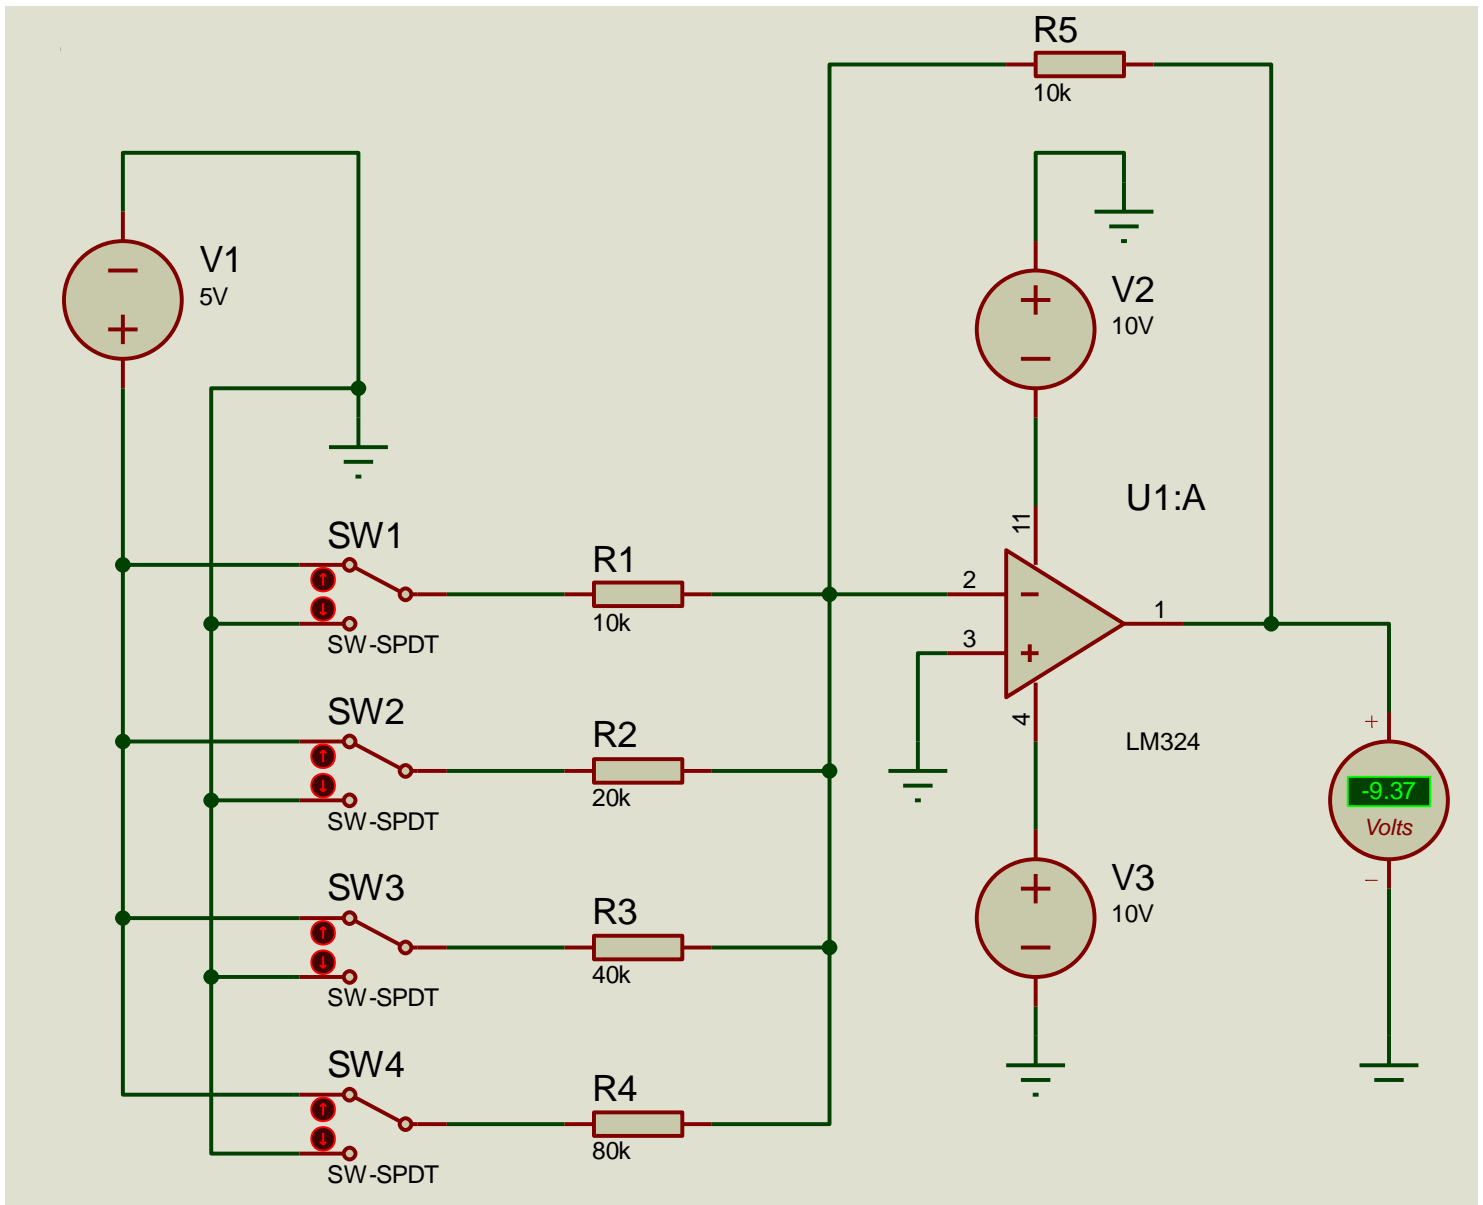 R5
10k
V1
5V
V2
10V
U1:A
11
SW1
SW-SPDT
R1
10k
2
3
1
4
LM324
SW2
SW-SPDT
R2
20k
+
-9.37
Volts
−
SW3
SW-SPDT
R3
40k
V3
10V
SW4
SW-SPDT
R4
80k